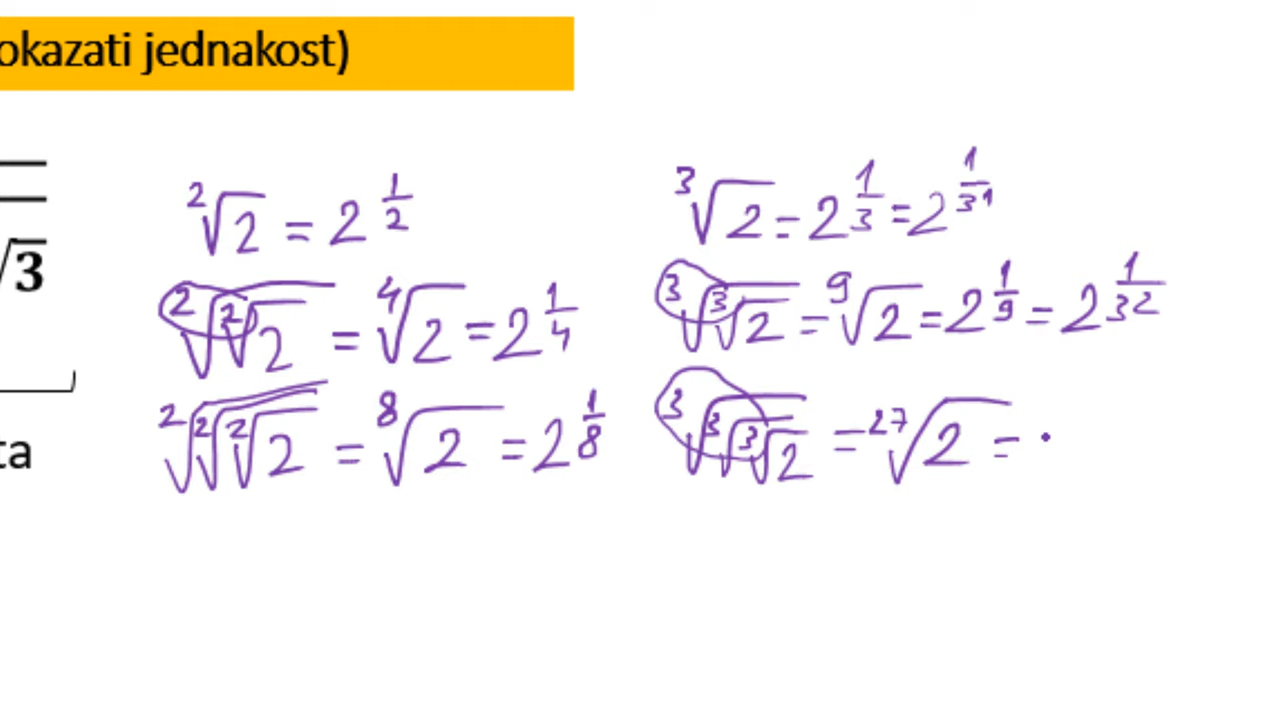 okazati jednakost)
√3
ta
²√2 = 2^(1/2)
²√(²√2) = ⁴√2 = 2^(1/4)
²√(²√(²√2)) = ⁸√2 = 2^(1/8)
³√2 = 2^(1/3) = 2^(1/3¹)
³√(³√2) = ⁹√2 = 2^(1/9) = 2^(1/3²)
³√(³√(³√2)) = ²⁷√2 =